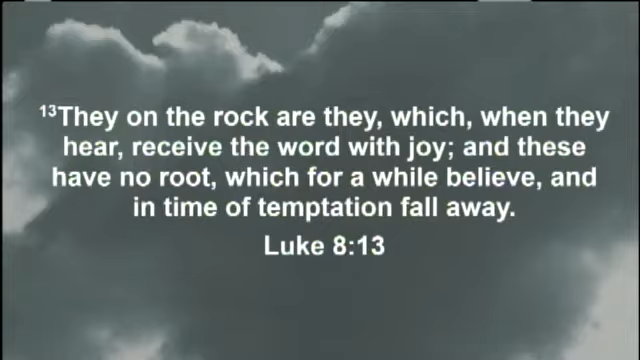 ¹³They on the rock are they, which, when they
hear, receive the word with joy; and these
have no root, which for a while believe, and
in time of temptation fall away.
Luke 8:13